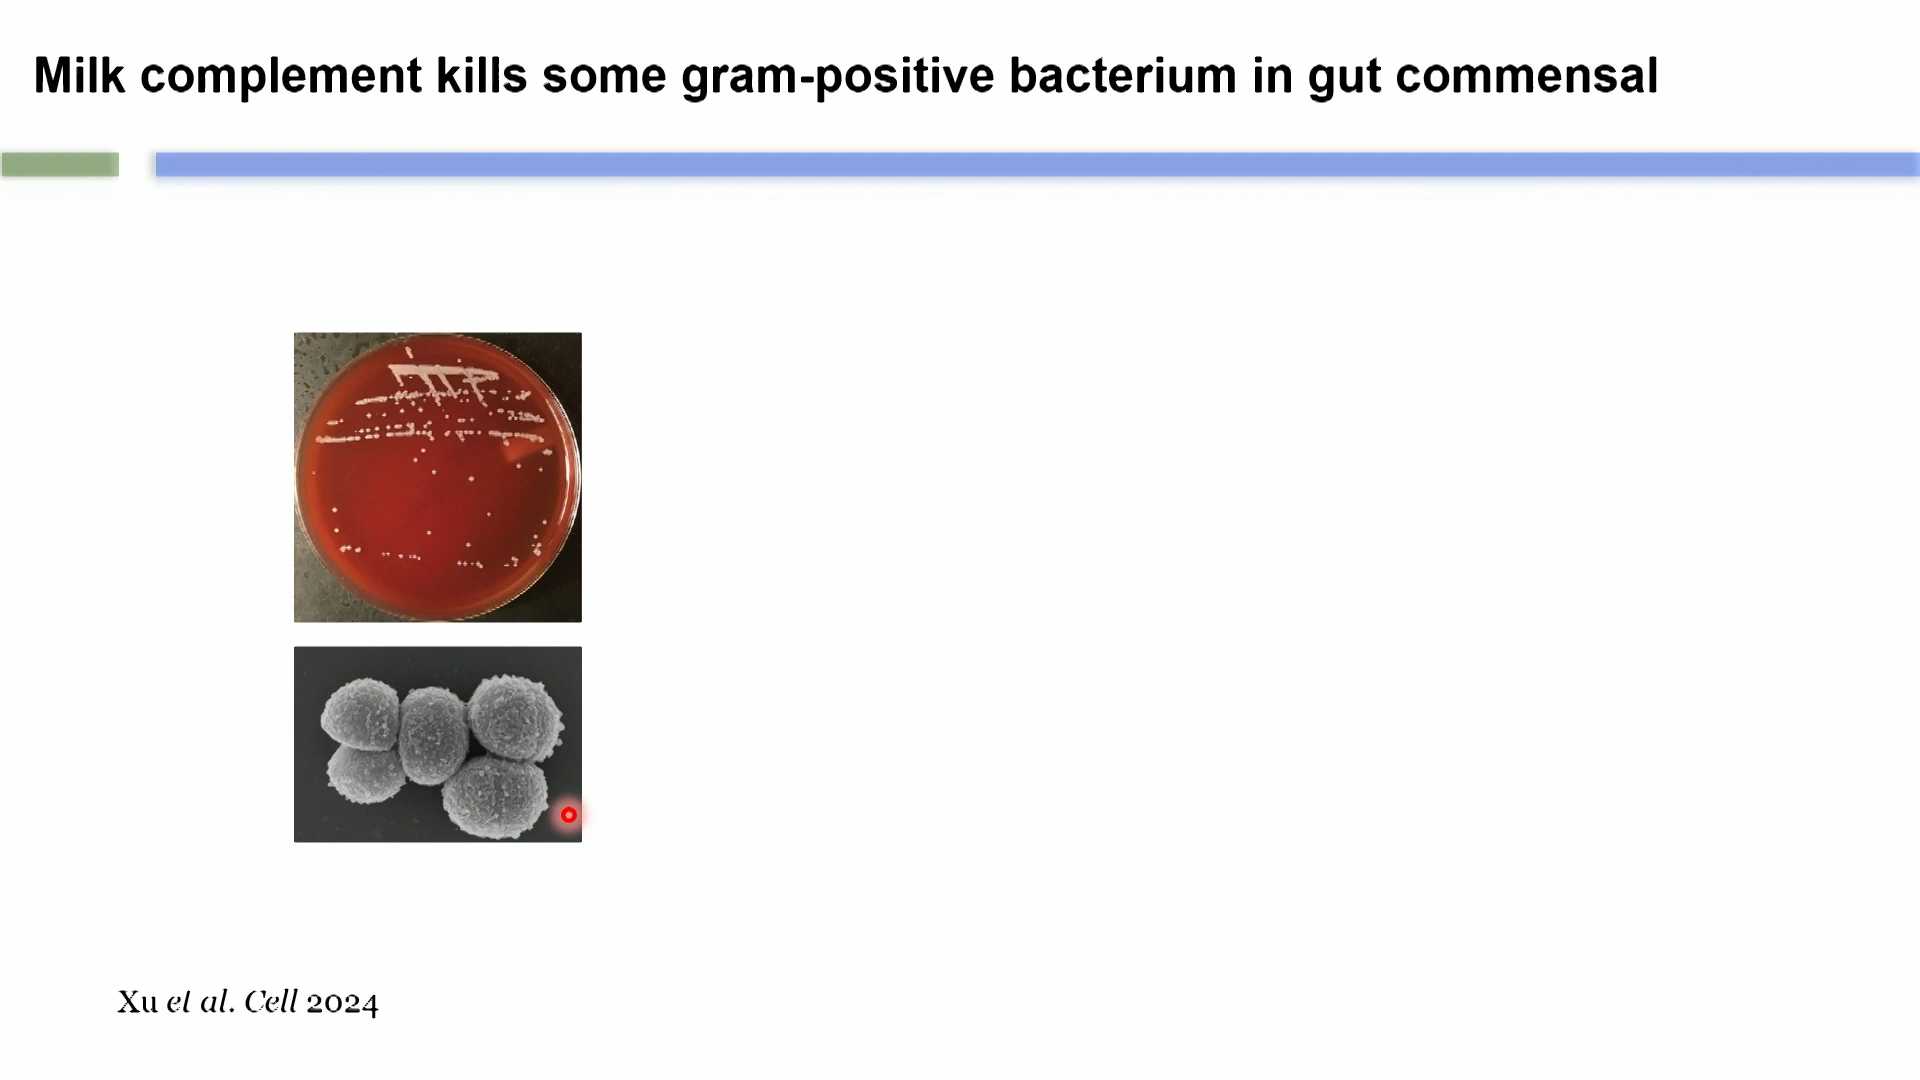 Milk complement kills some gram-positive bacterium in gut commensal
Xu et al. Cell 2024